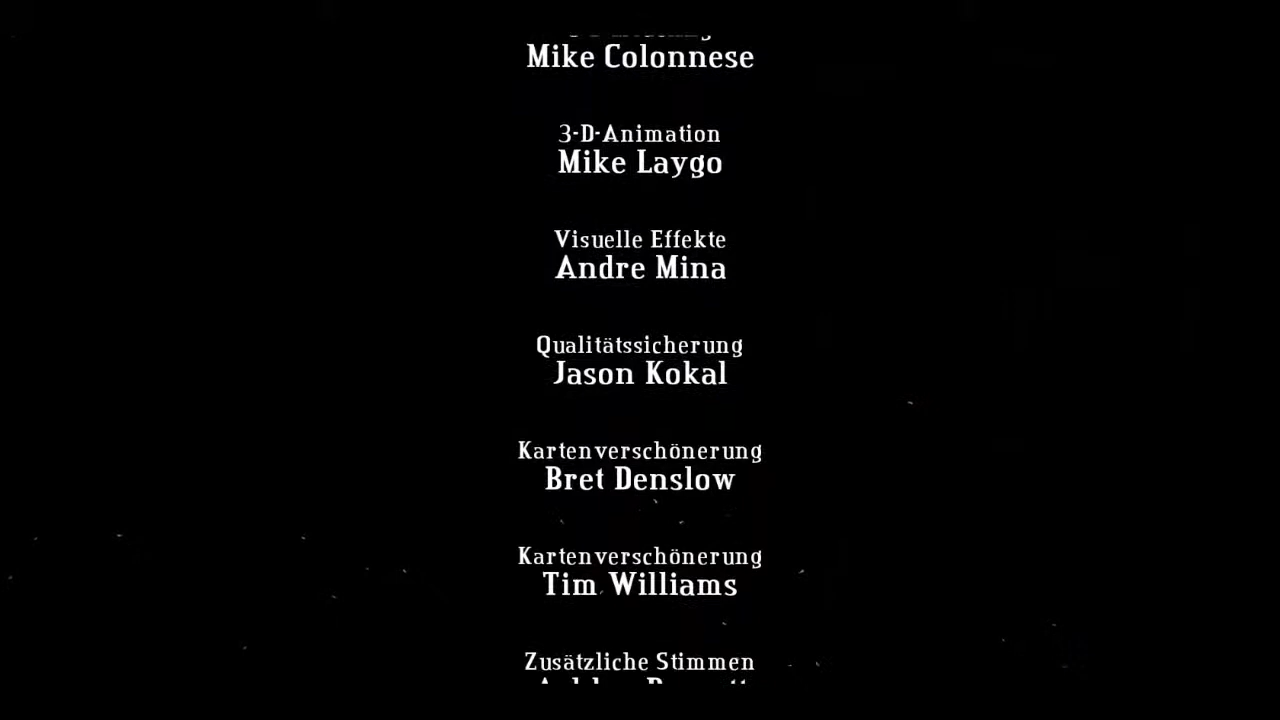 Mike Colonnese
3-D-Animation
Mike Laygo
Visuelle Effekte
Andre Mina
Qualitätssicherung
Jason Kokal
Kartenverschönerung
Bret Denslow
Kartenverschönerung
Tim Williams
Zusätzliche Stimmen